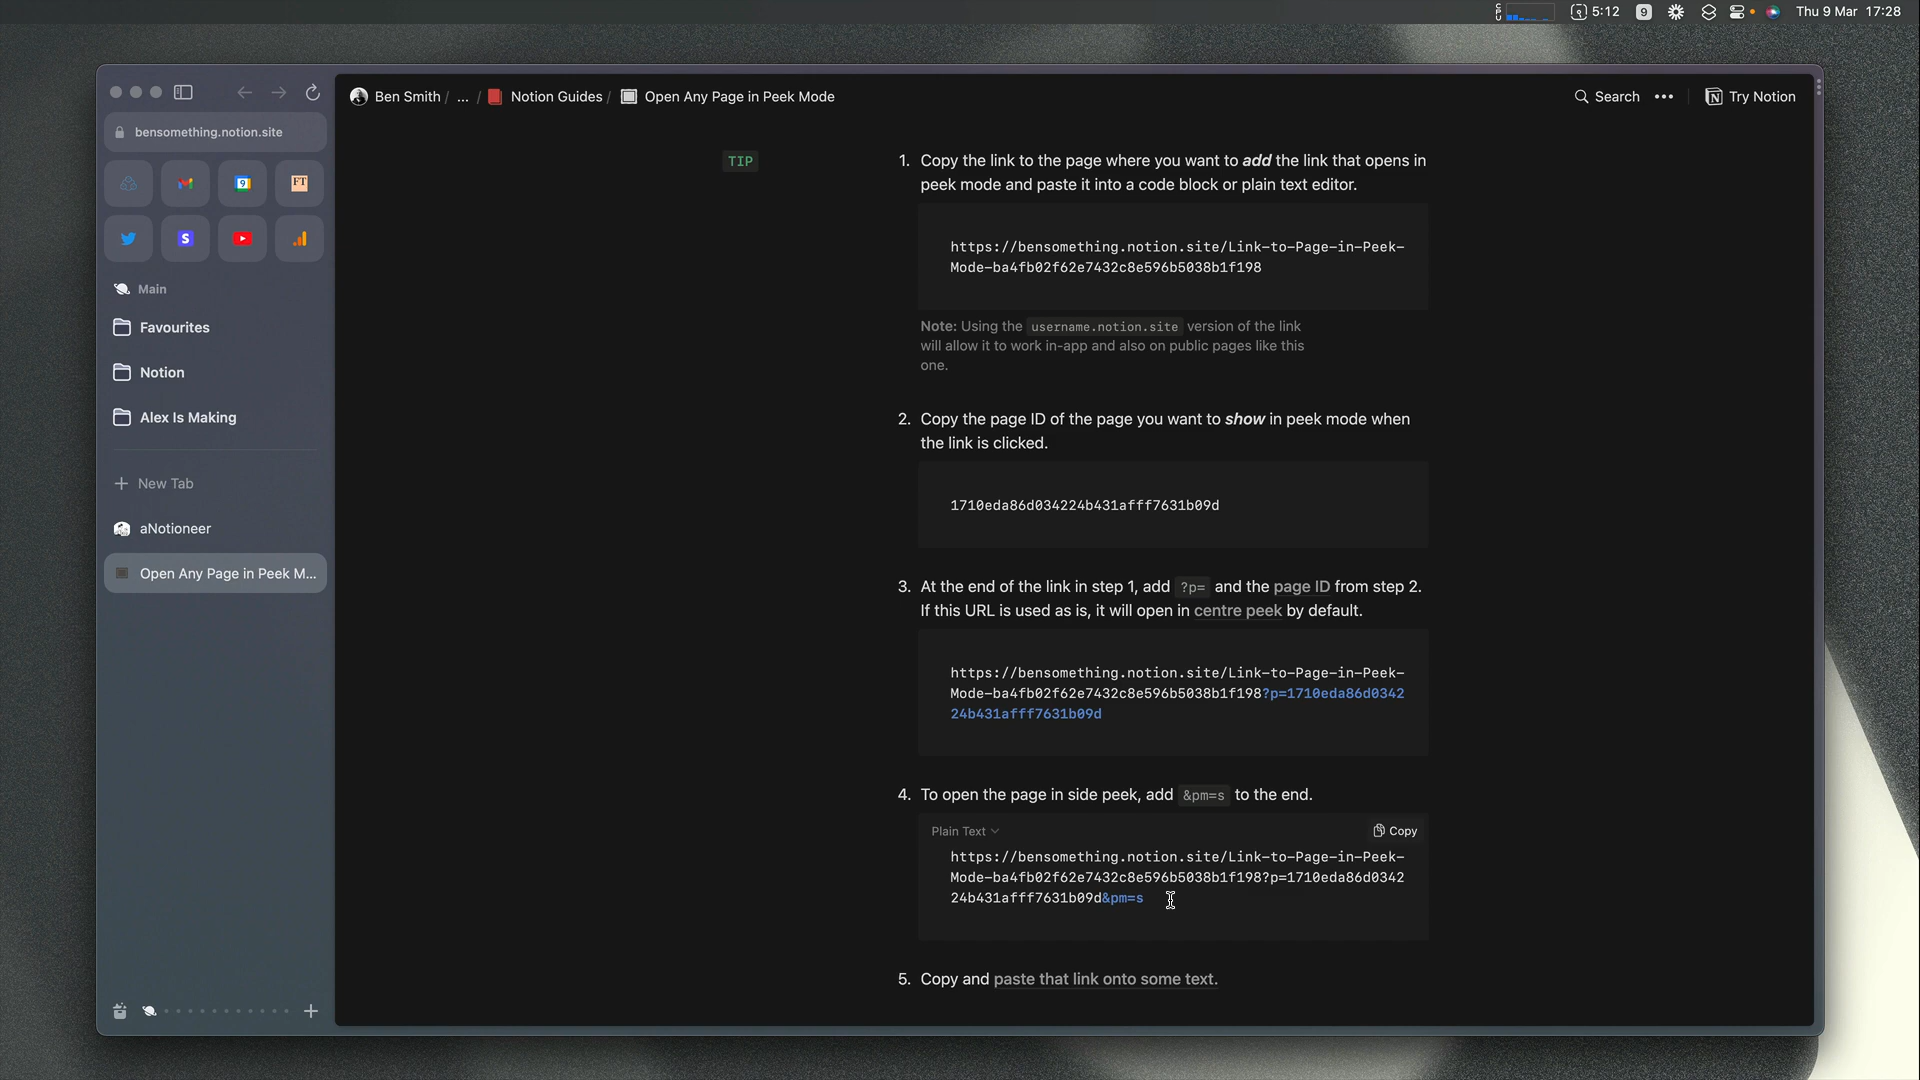 5:12
9
Thu 9 Mar 17:28
Ben Smith / ... / Notion Guides / Open Any Page in Peek Mode
Search
Try Notion
bensomething.notion.site
9
FT
S
Main
Favourites
Notion
Alex Is Making
New Tab
aNotioneer
Open Any Page in Peek M...
TIP
1. Copy the link to the page where you want to add the link that opens in
peek mode and paste it into a code block or plain text editor.
https://bensomething.notion.site/Link-to-Page-in-Peek-
Mode-ba4fb02f62e7432c8e596b5038b1f198
Note: Using the username.notion.site version of the link
will allow it to work in-app and also on public pages like this
one.
2. Copy the page ID of the page you want to show in peek mode when
the link is clicked.
1710eda86d034224b431afff7631b09d
3. At the end of the link in step 1, add ?p= and the page ID from step 2.
If this URL is used as is, it will open in centre peek by default.
https://bensomething.notion.site/Link-to-Page-in-Peek-
Mode-ba4fb02f62e7432c8e596b5038b1f198?p=1710eda86d0342
24b431afff7631b09d
4. To open the page in side peek, add &pm=s to the end.
Plain Text
Copy
https://bensomething.notion.site/Link-to-Page-in-Peek-
Mode-ba4fb02f62e7432c8e596b5038b1f198?p=1710eda86d0342
24b431afff7631b09d&pm=s
5. Copy and paste that link onto some text.